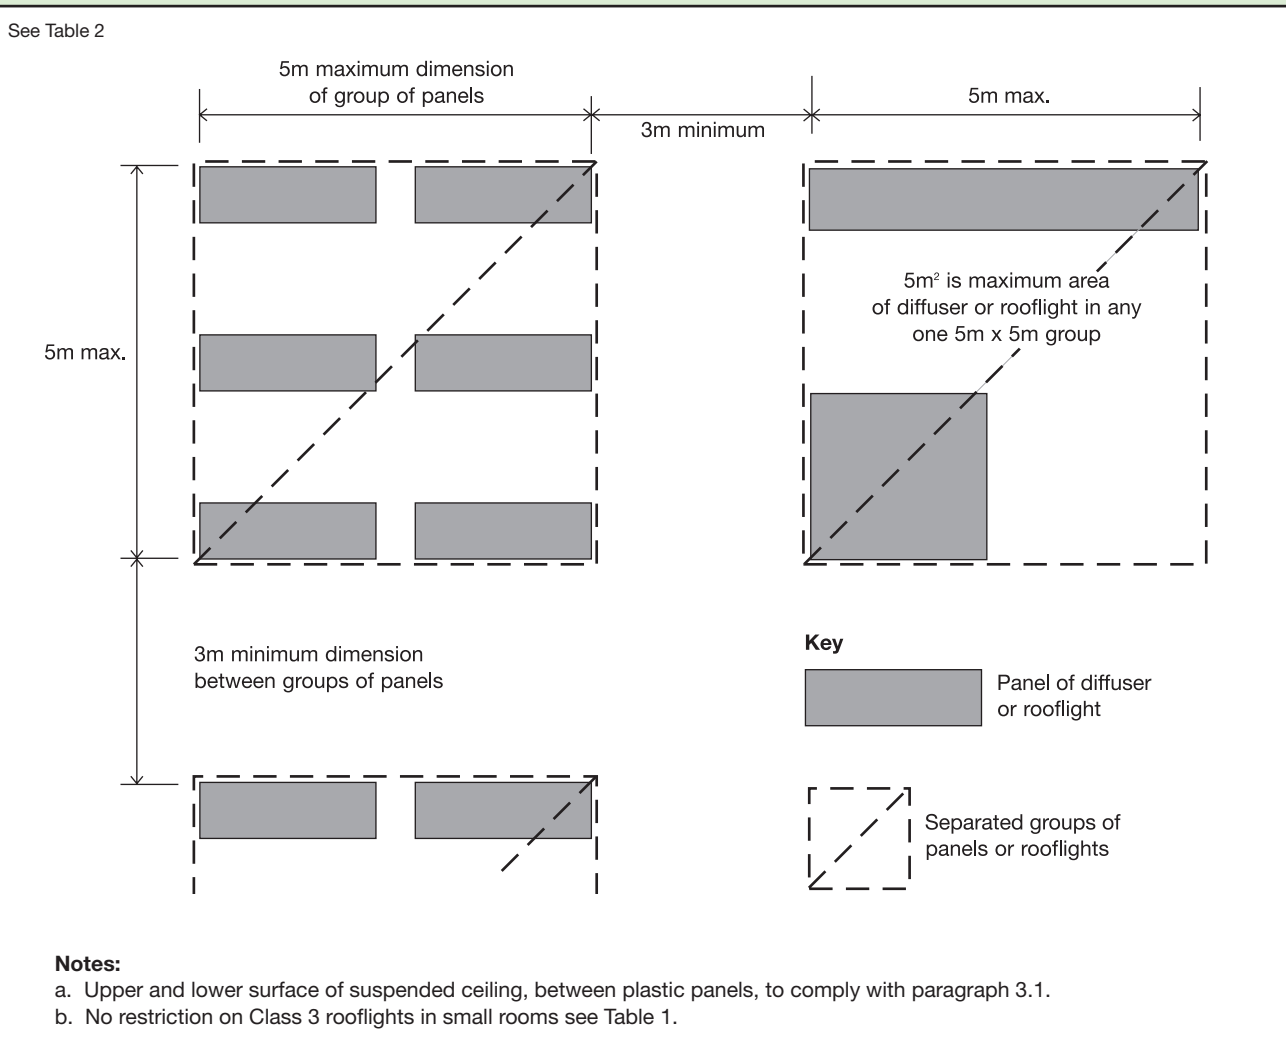 See Table 2
5m maximum dimension
of group of panels
3m minimum
5m max.
5m max.
5m² is maximum area
of diffuser or rooflight in any
one 5m x 5m group
3m minimum dimension
between groups of panels
Key
Panel of diffuser
or rooflight
Separated groups of
panels or rooflights
Notes:
a. Upper and lower surface of suspended ceiling, between plastic panels, to comply with paragraph 3.1.
b. No restriction on Class 3 rooflights in small rooms see Table 1.